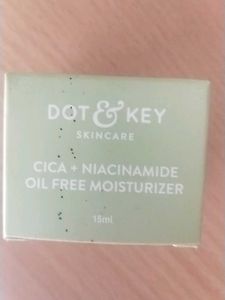 DOT & KEY
SKINCARE
CICA + NIACINAMIDE
OIL FREE MOISTURIZER
15ml